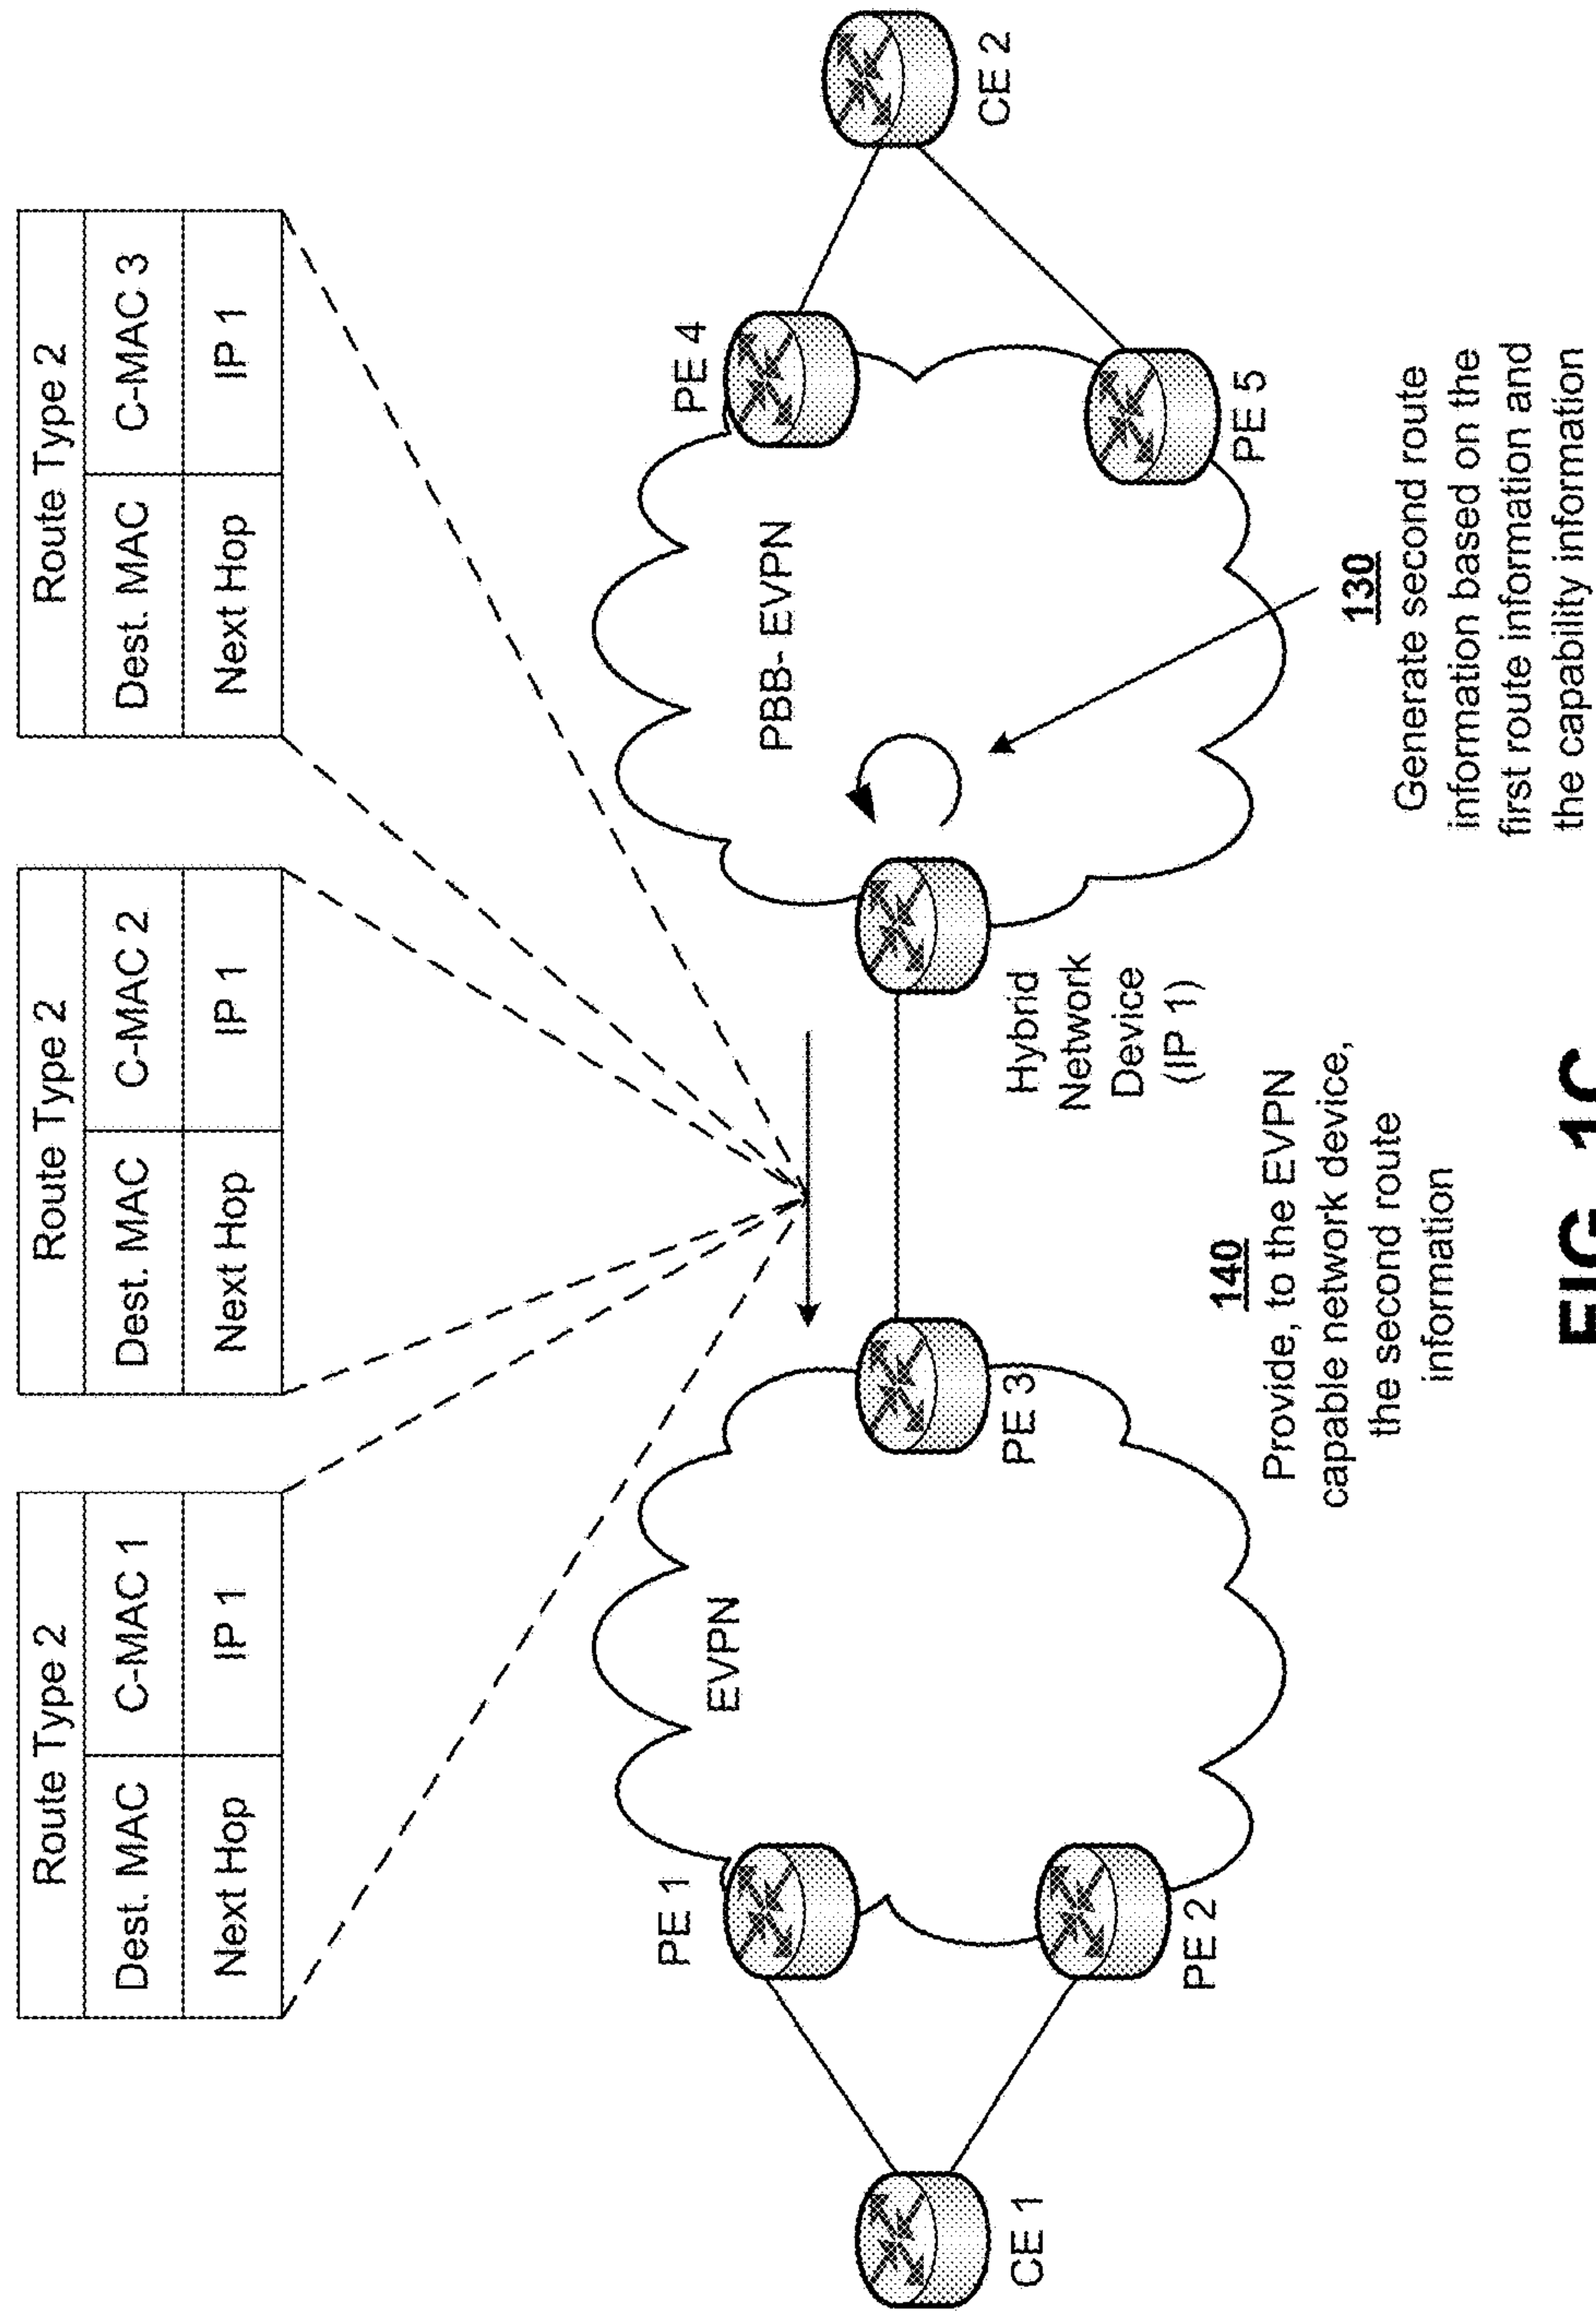 Route Type 2
Dest. MAC C-MAC 1
Next Hop IP 1
Route Type 2
Dest. MAC C-MAC 2
Next Hop IP 1
Route Type 2
Dest. MAC C-MAC 3
Next Hop IP 1
CE 1
PE 1
PE 2
EVPN
PE 3
Hybrid
Network
Device
(IP 1)
PBB- EVPN
PE 4
PE 5
CE 2
140
Provide, to the EVPN
capable network device,
the second route
information
130
Generate second route
information based on the
first route information and
the capability information
FIG. 1C